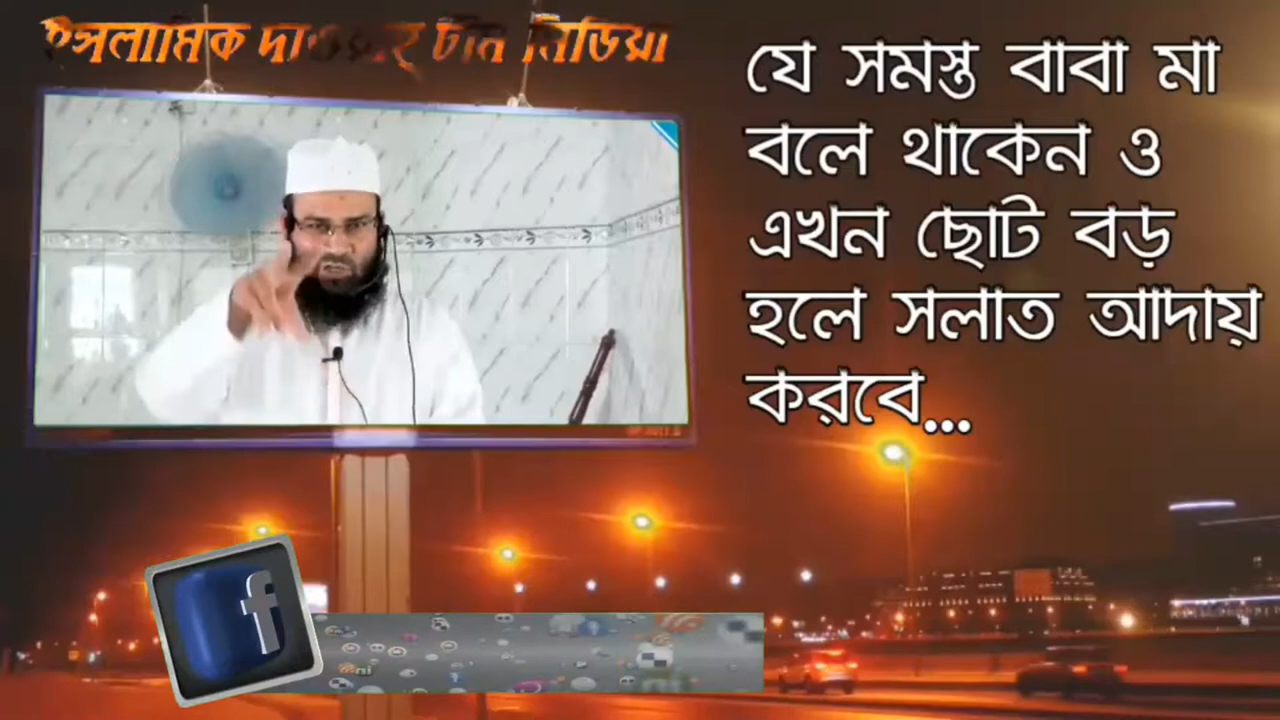 ইসলামিক দাওয়াহ্ টীম মিডিয়া
যে সমস্ত বাবা মা
বলে থাকেন ও
এখন ছোট বড়
হলে সলাত আদায়
করবে...
f